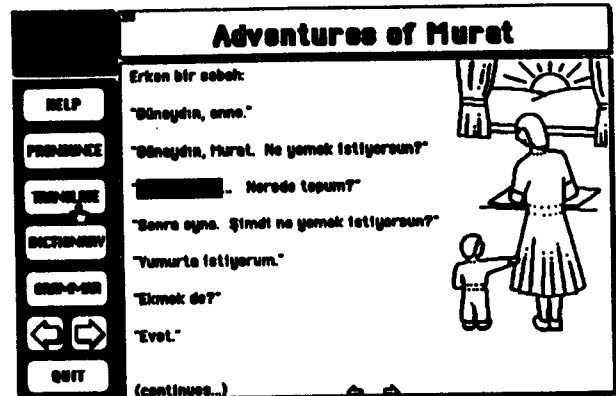 Adventures of Murat
HELP
PRONOUNCE
TRANSLATE
DICTIONARY
GRAMMAR
QUIT
Erken bir sabah:
"Günaydın, anne."
"Günaydın, Murat. Ne yemek istiyorsun?"
".. Nerede topum?"
"Sonra oyna. Şimdi ne yemek istiyorsun?"
"Yumurta istiyorum."
"Ekmek de?"
"Evet."
(continues...)